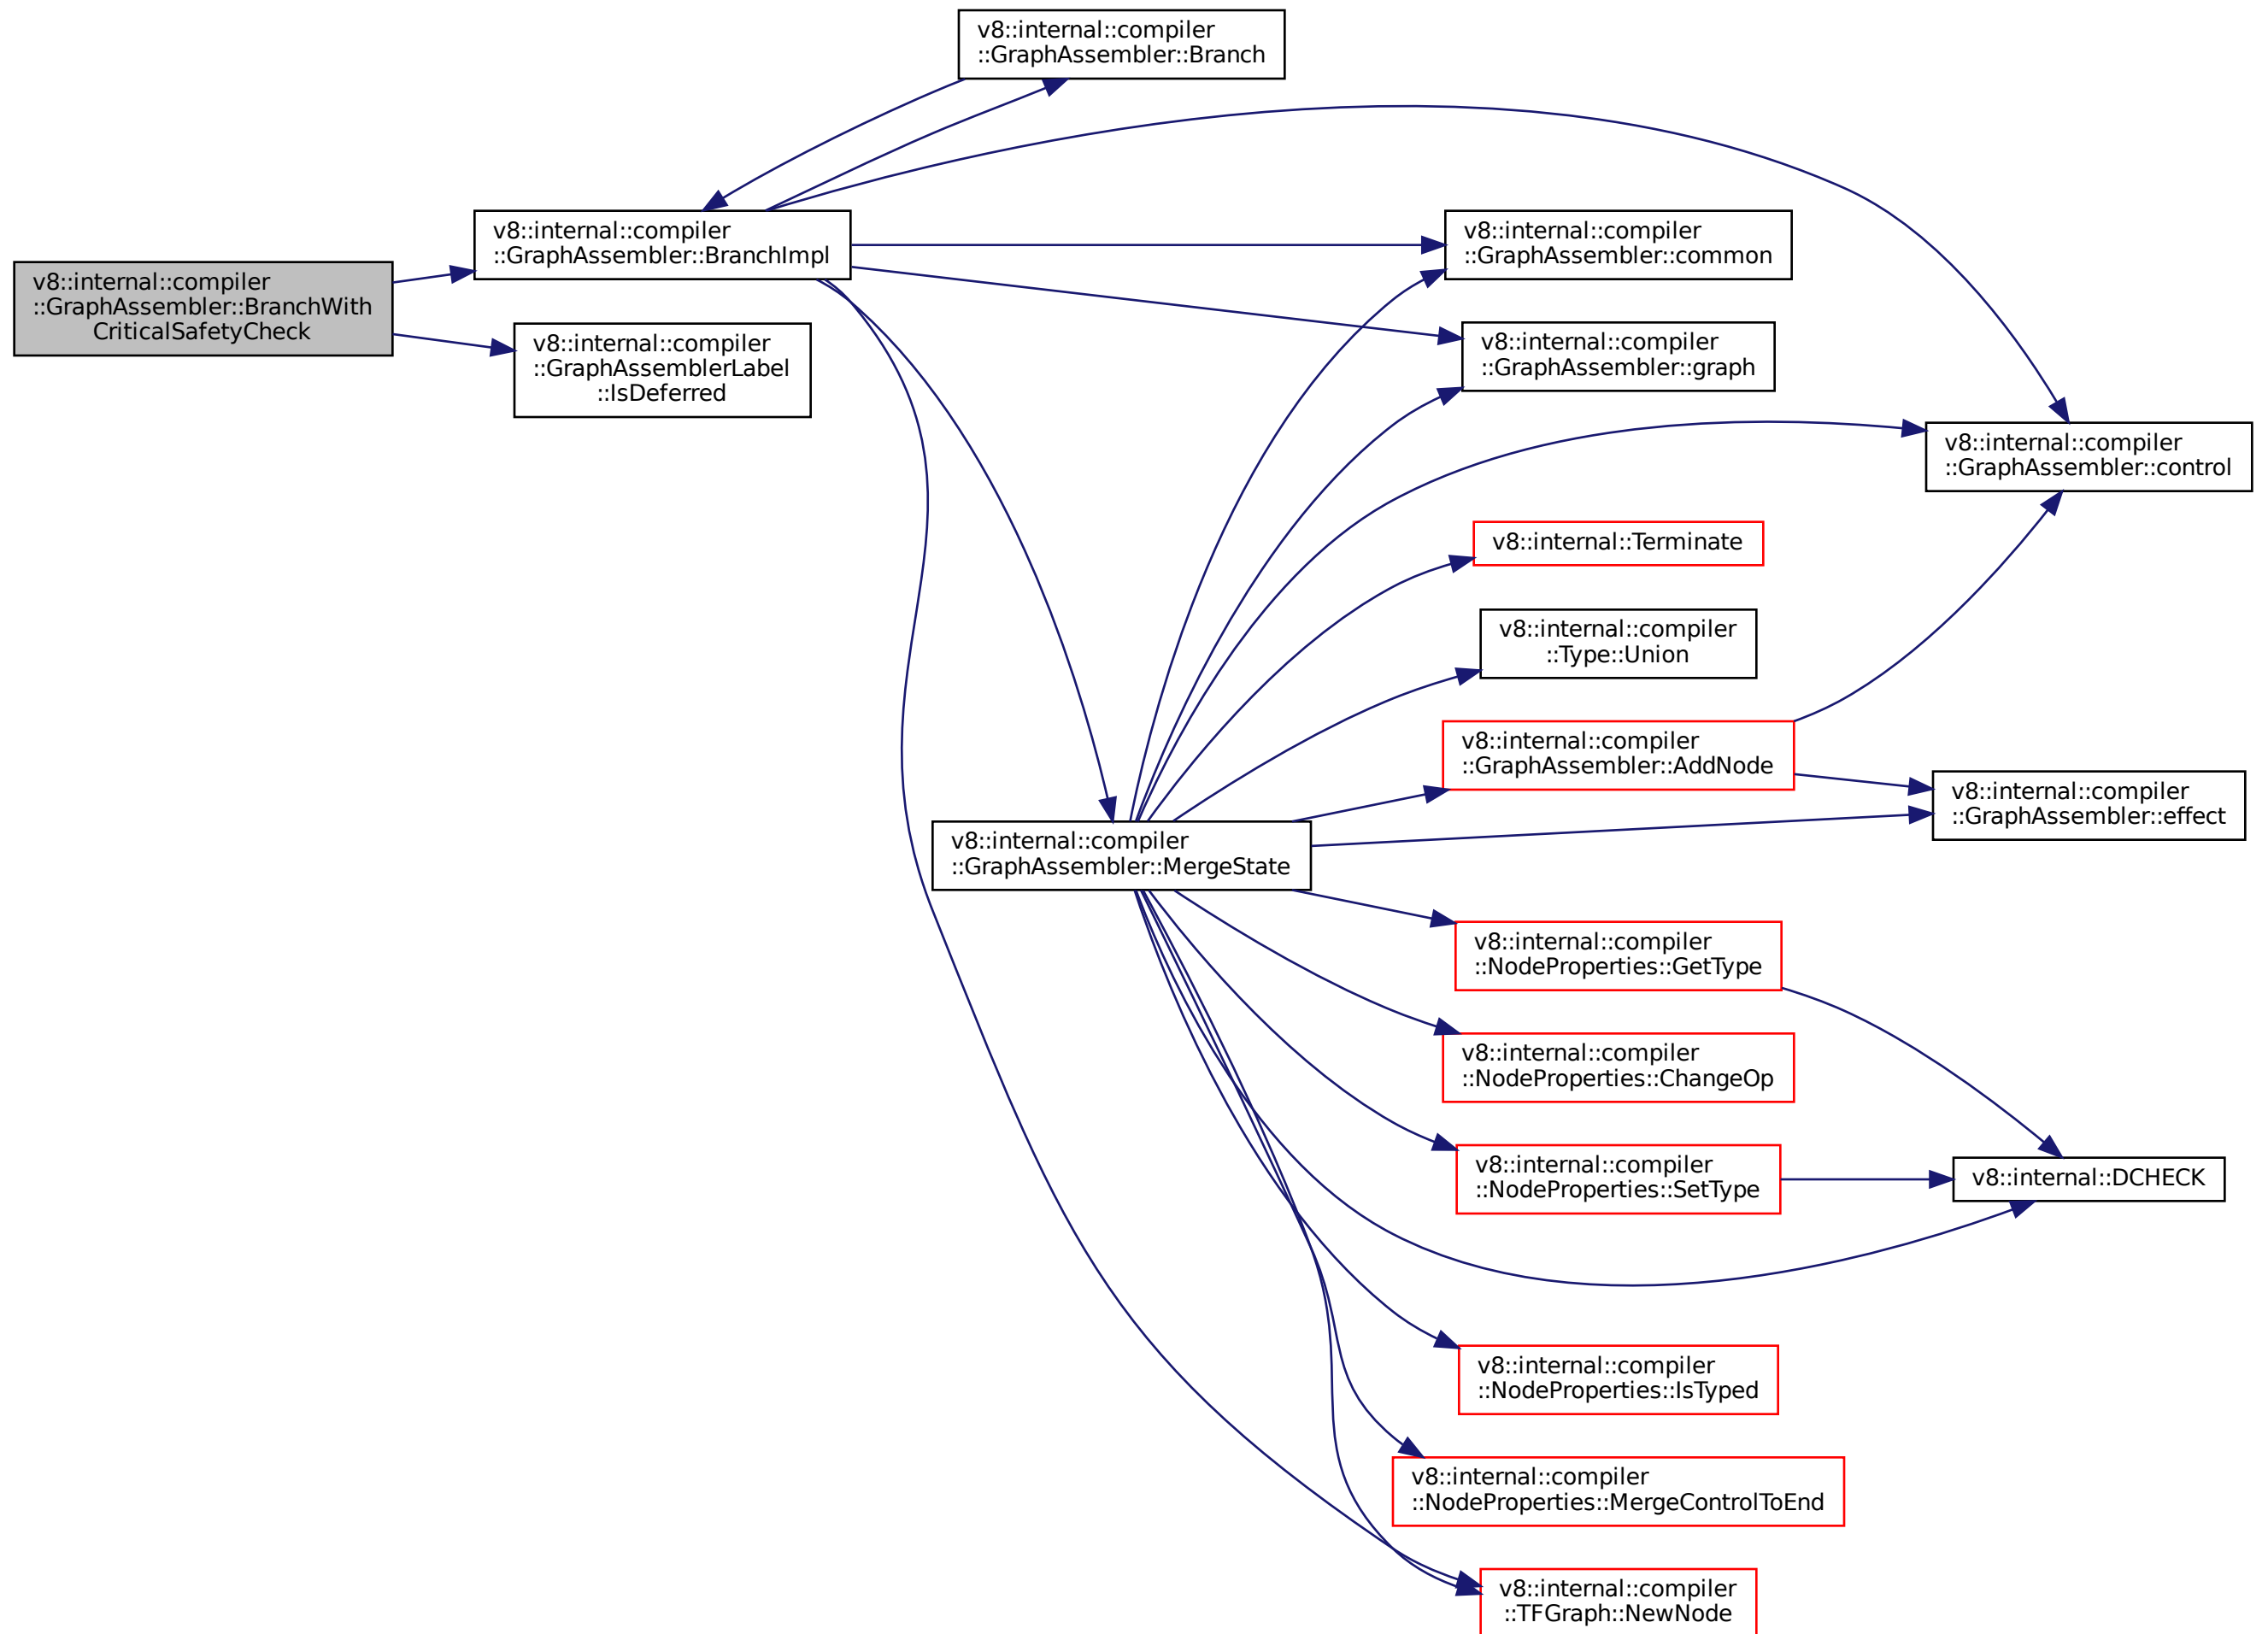 v8::internal::compiler
::GraphAssembler::Branch
v8::internal::compiler
::GraphAssembler::BranchImpl
v8::internal::compiler
::GraphAssembler::common
v8::internal::compiler
::GraphAssembler::BranchWith
CriticalSafetyCheck
v8::internal::compiler
::GraphAssemblerLabel
::IsDeferred
v8::internal::compiler
::GraphAssembler::graph
v8::internal::compiler
::GraphAssembler::control
v8::internal::Terminate
v8::internal::compiler
::Type::Union
v8::internal::compiler
::GraphAssembler::AddNode
v8::internal::compiler
::GraphAssembler::effect
v8::internal::compiler
::GraphAssembler::MergeState
v8::internal::compiler
::NodeProperties::GetType
v8::internal::compiler
::NodeProperties::ChangeOp
v8::internal::compiler
::NodeProperties::SetType
v8::internal::DCHECK
v8::internal::compiler
::NodeProperties::IsTyped
v8::internal::compiler
::NodeProperties::MergeControlToEnd
v8::internal::compiler
::TFGraph::NewNode